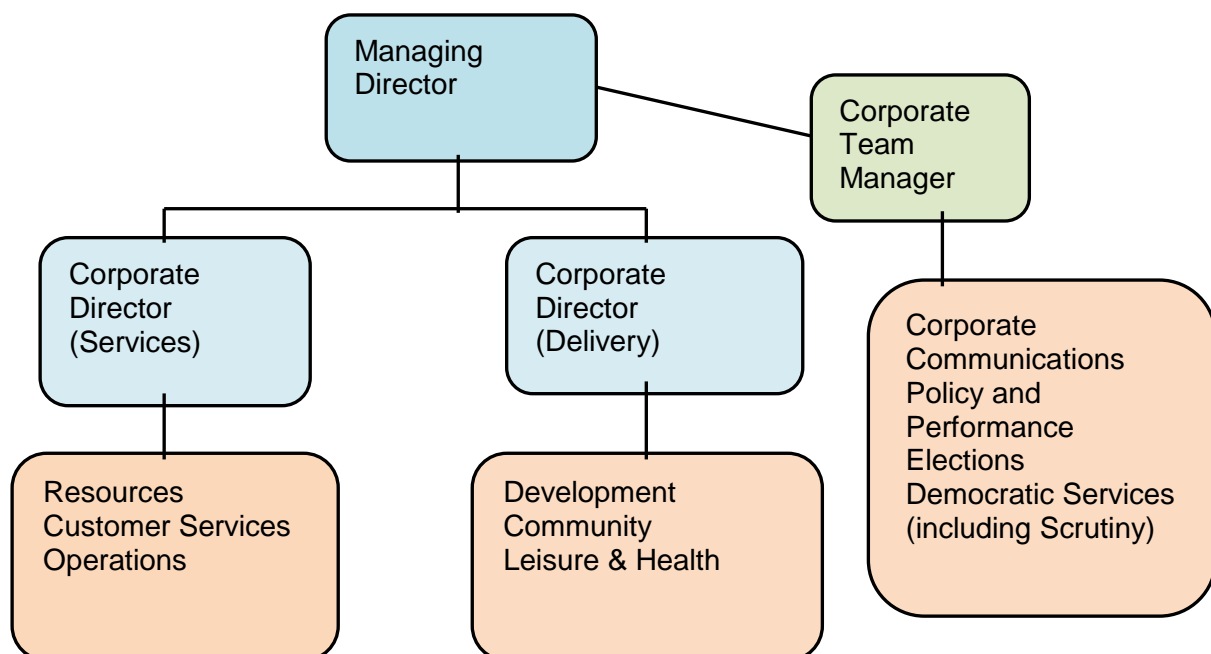 Managing
Director
Corporate
Team
Manager
Corporate
Director
(Services)
Corporate
Director
(Delivery)
Corporate
Communications
Policy and
Performance
Elections
Democratic Services
(including Scrutiny)
Resources
Customer Services
Operations
Development
Community
Leisure & Health